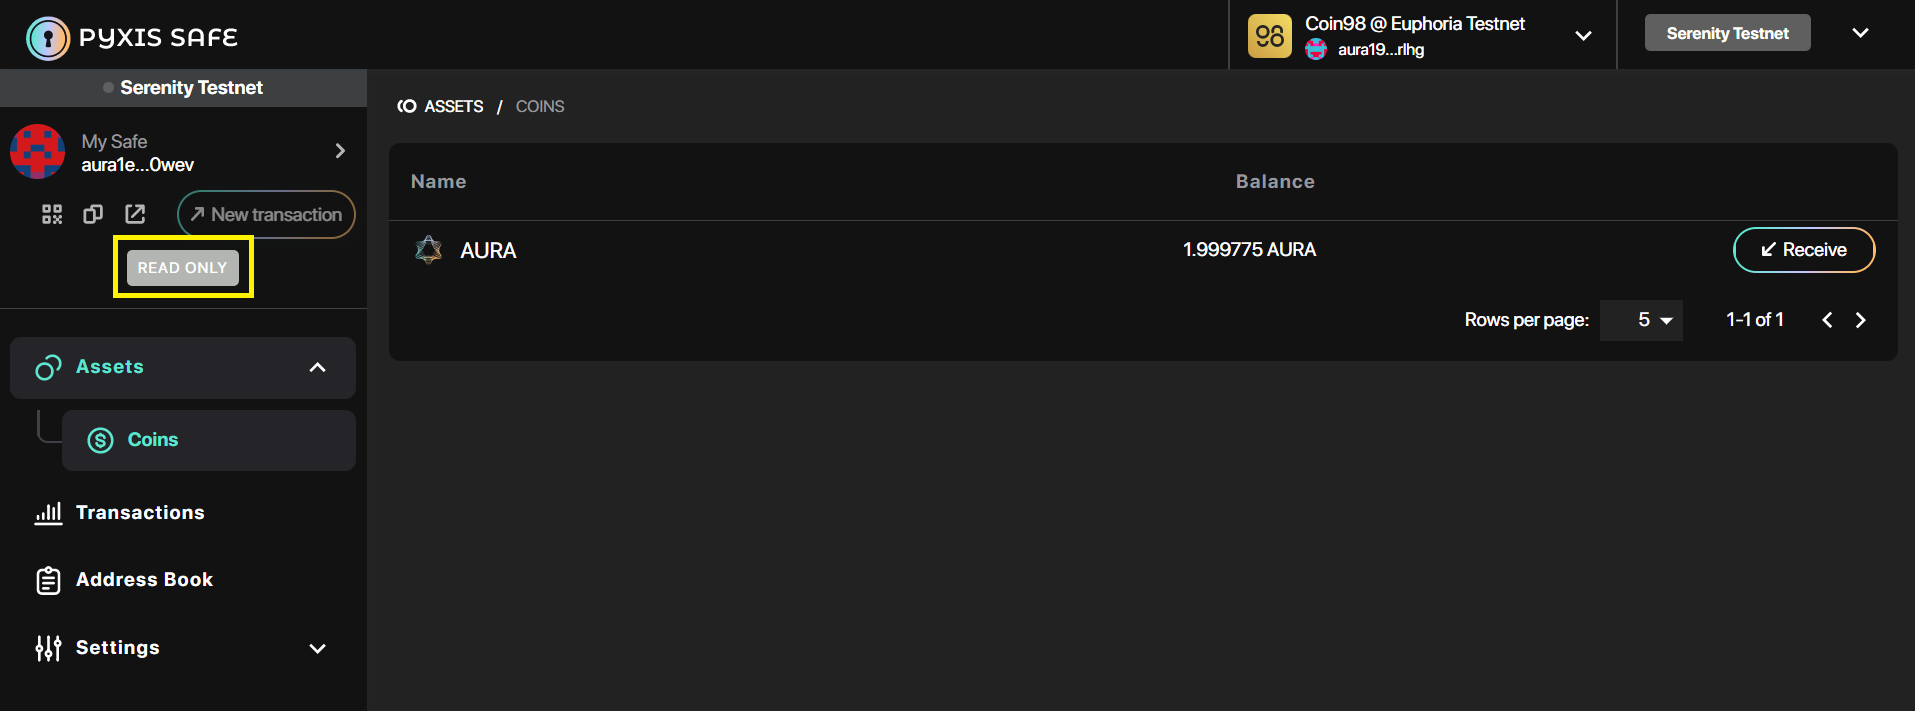 PYXIS SAFE
98
Coin98 @ Euphoria Testnet
aura19...rlhg
Serenity Testnet
Serenity Testnet
My Safe
aura1e...0wev
New transaction
READ ONLY
Assets
Coins
Transactions
Address Book
Settings
ASSETS / COINS
Name Balance
AURA 1.999775 AURA Receive
Rows per page: 5 1-1 of 1